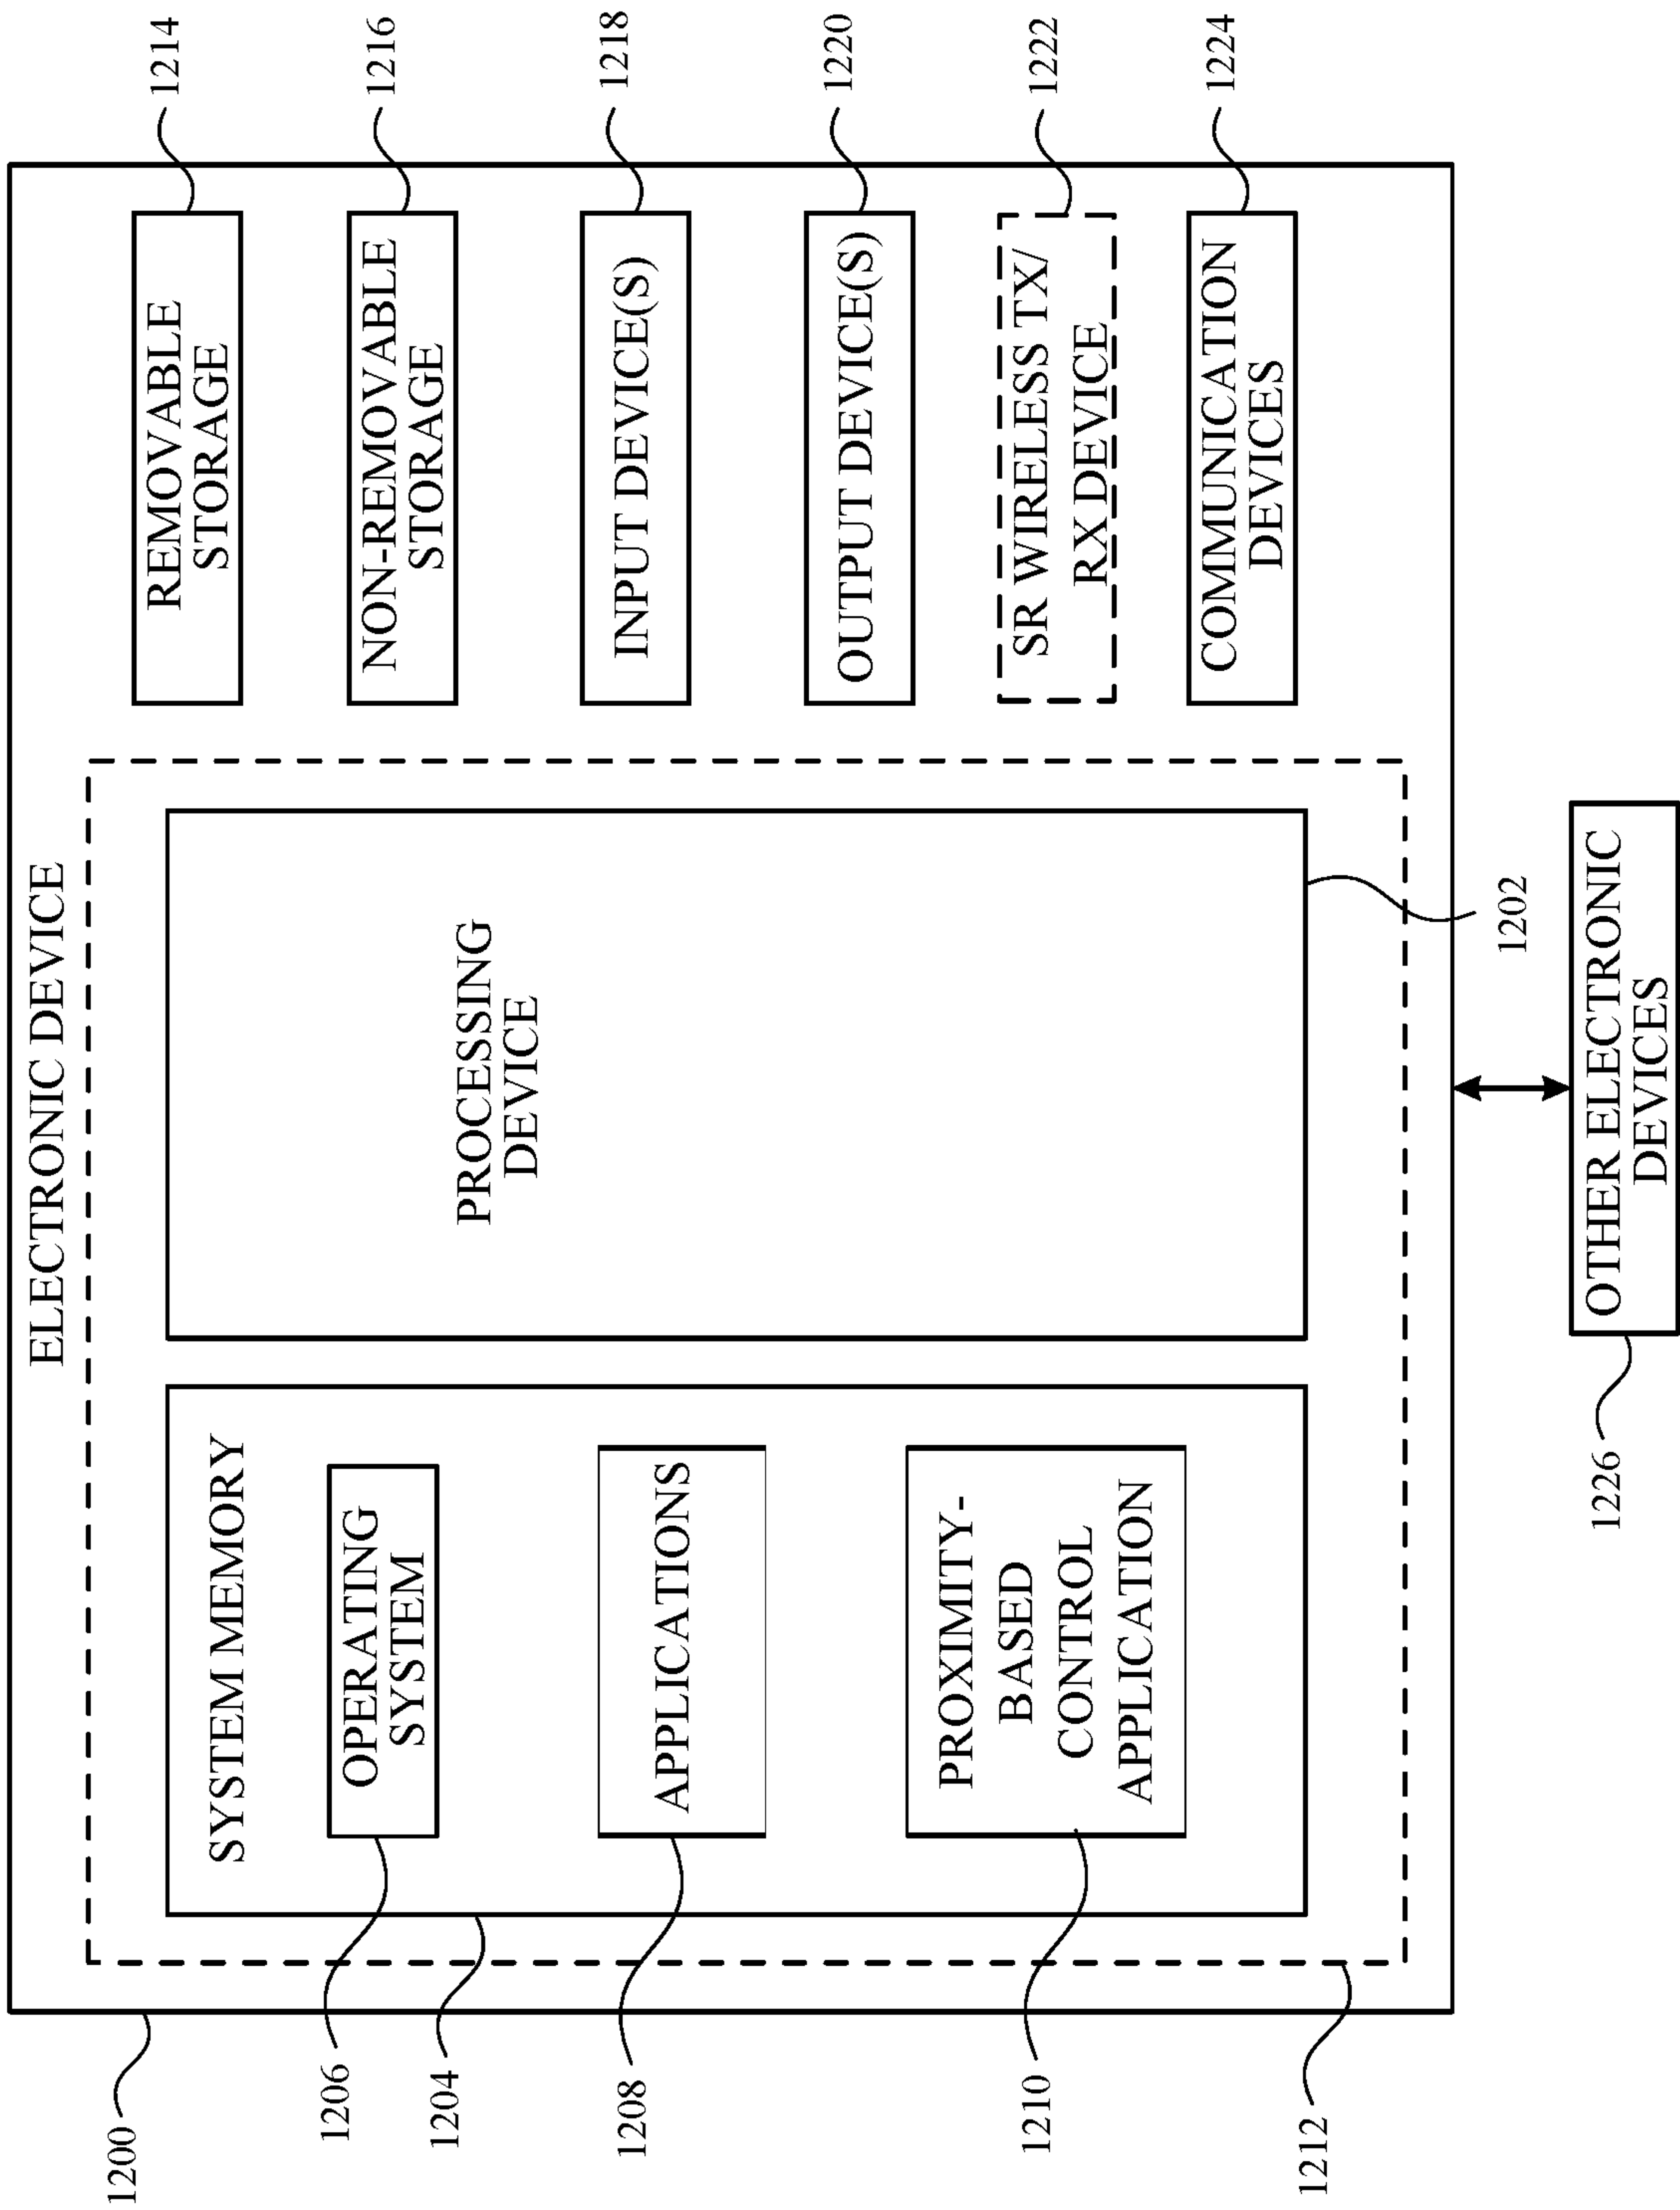 ELECTRONIC DEVICE
1200
SYSTEM MEMORY
OPERATING
SYSTEM
1206
1204
APPLICATIONS
1208
PROXIMITY-
BASED
CONTROL
APPLICATION
1210
1212
PROCESSING
DEVICE
1202
REMOVABLE
STORAGE
1214
NON-REMOVABLE
STORAGE
1216
INPUT DEVICE(S)
1218
OUTPUT DEVICE(S)
1220
SR WIRELESS TX/
RX DEVICE
1222
COMMUNICATION
DEVICES
1224
OTHER ELECTRONIC
DEVICES
1226